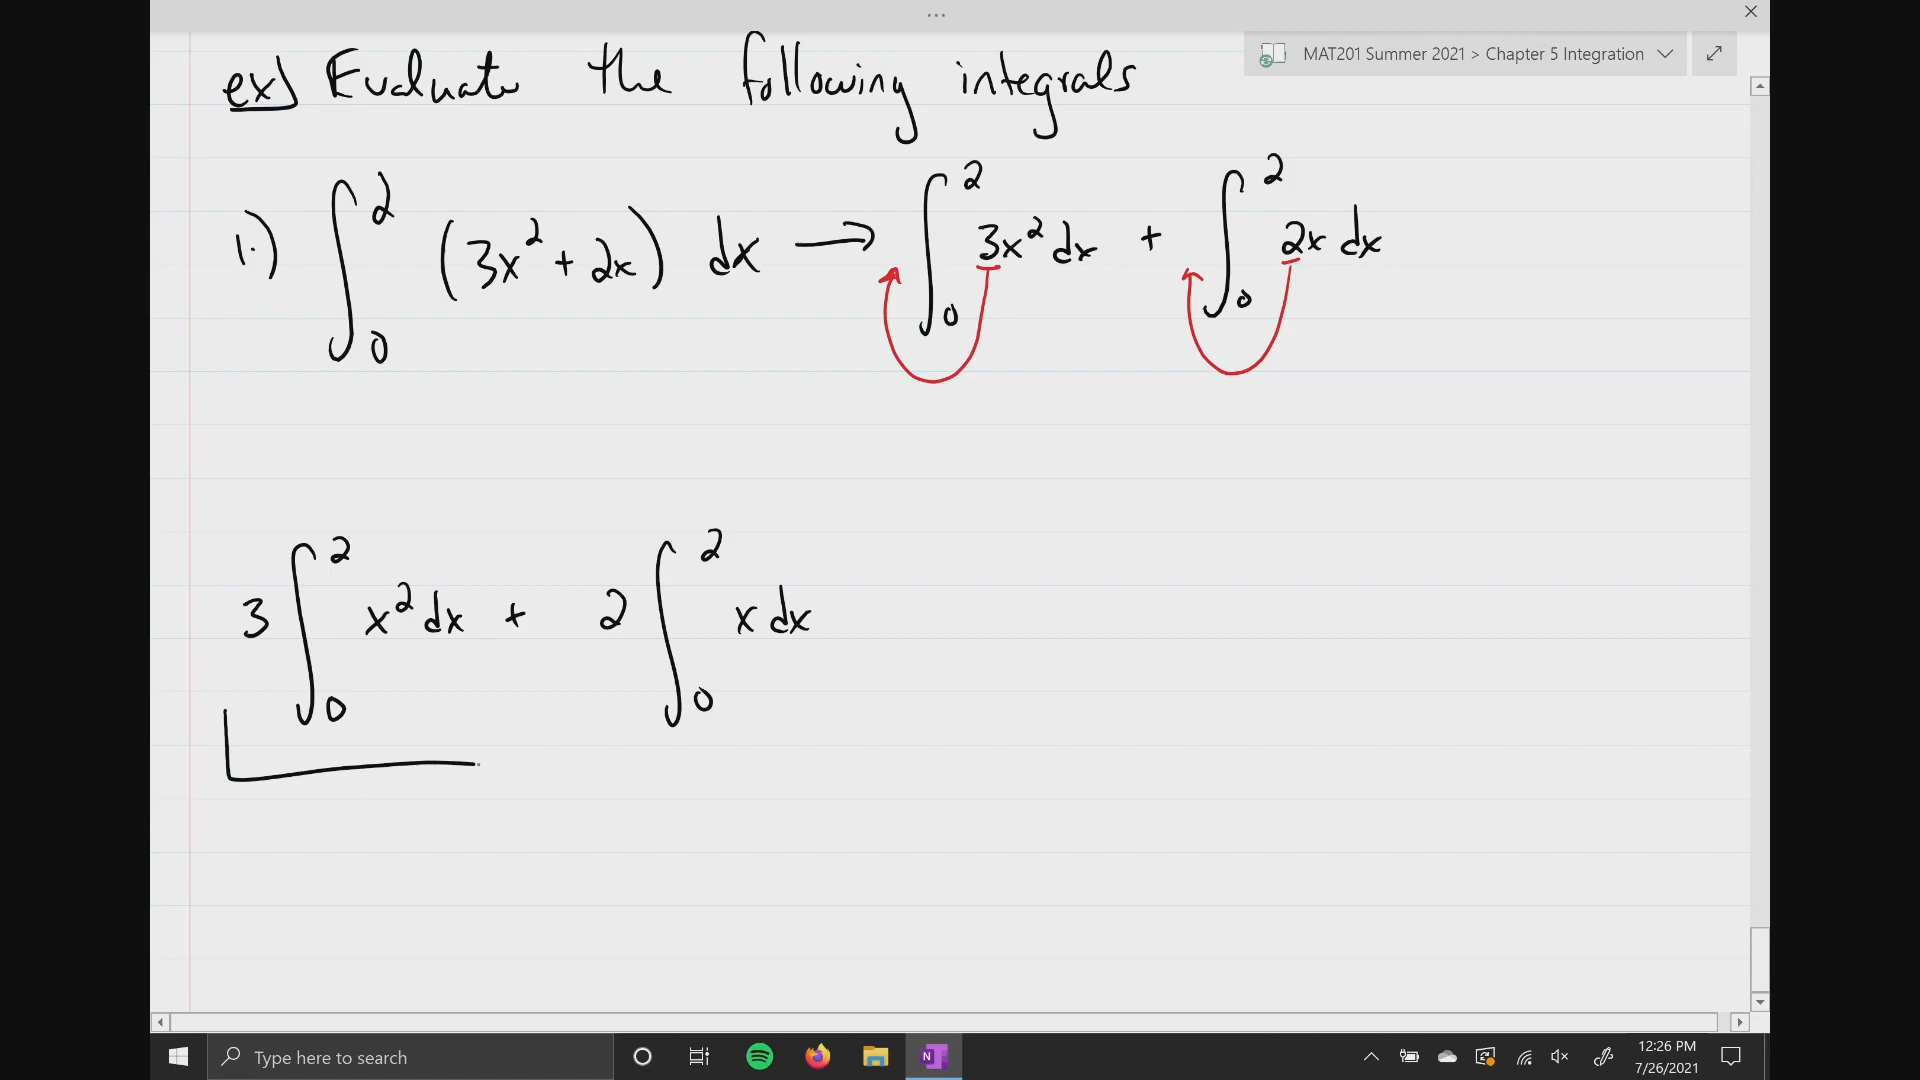 ...
MAT201 Summer 2021 > Chapter 5 Integration
ex) Evaluate the following integrals
1.) ∫₀² (3x² + 2x) dx → ∫₀² 3x² dx + ∫₀² 2x dx
3 ∫₀² x² dx + 2 ∫₀² x dx
Type here to search
N
12:26 PM
7/26/2021